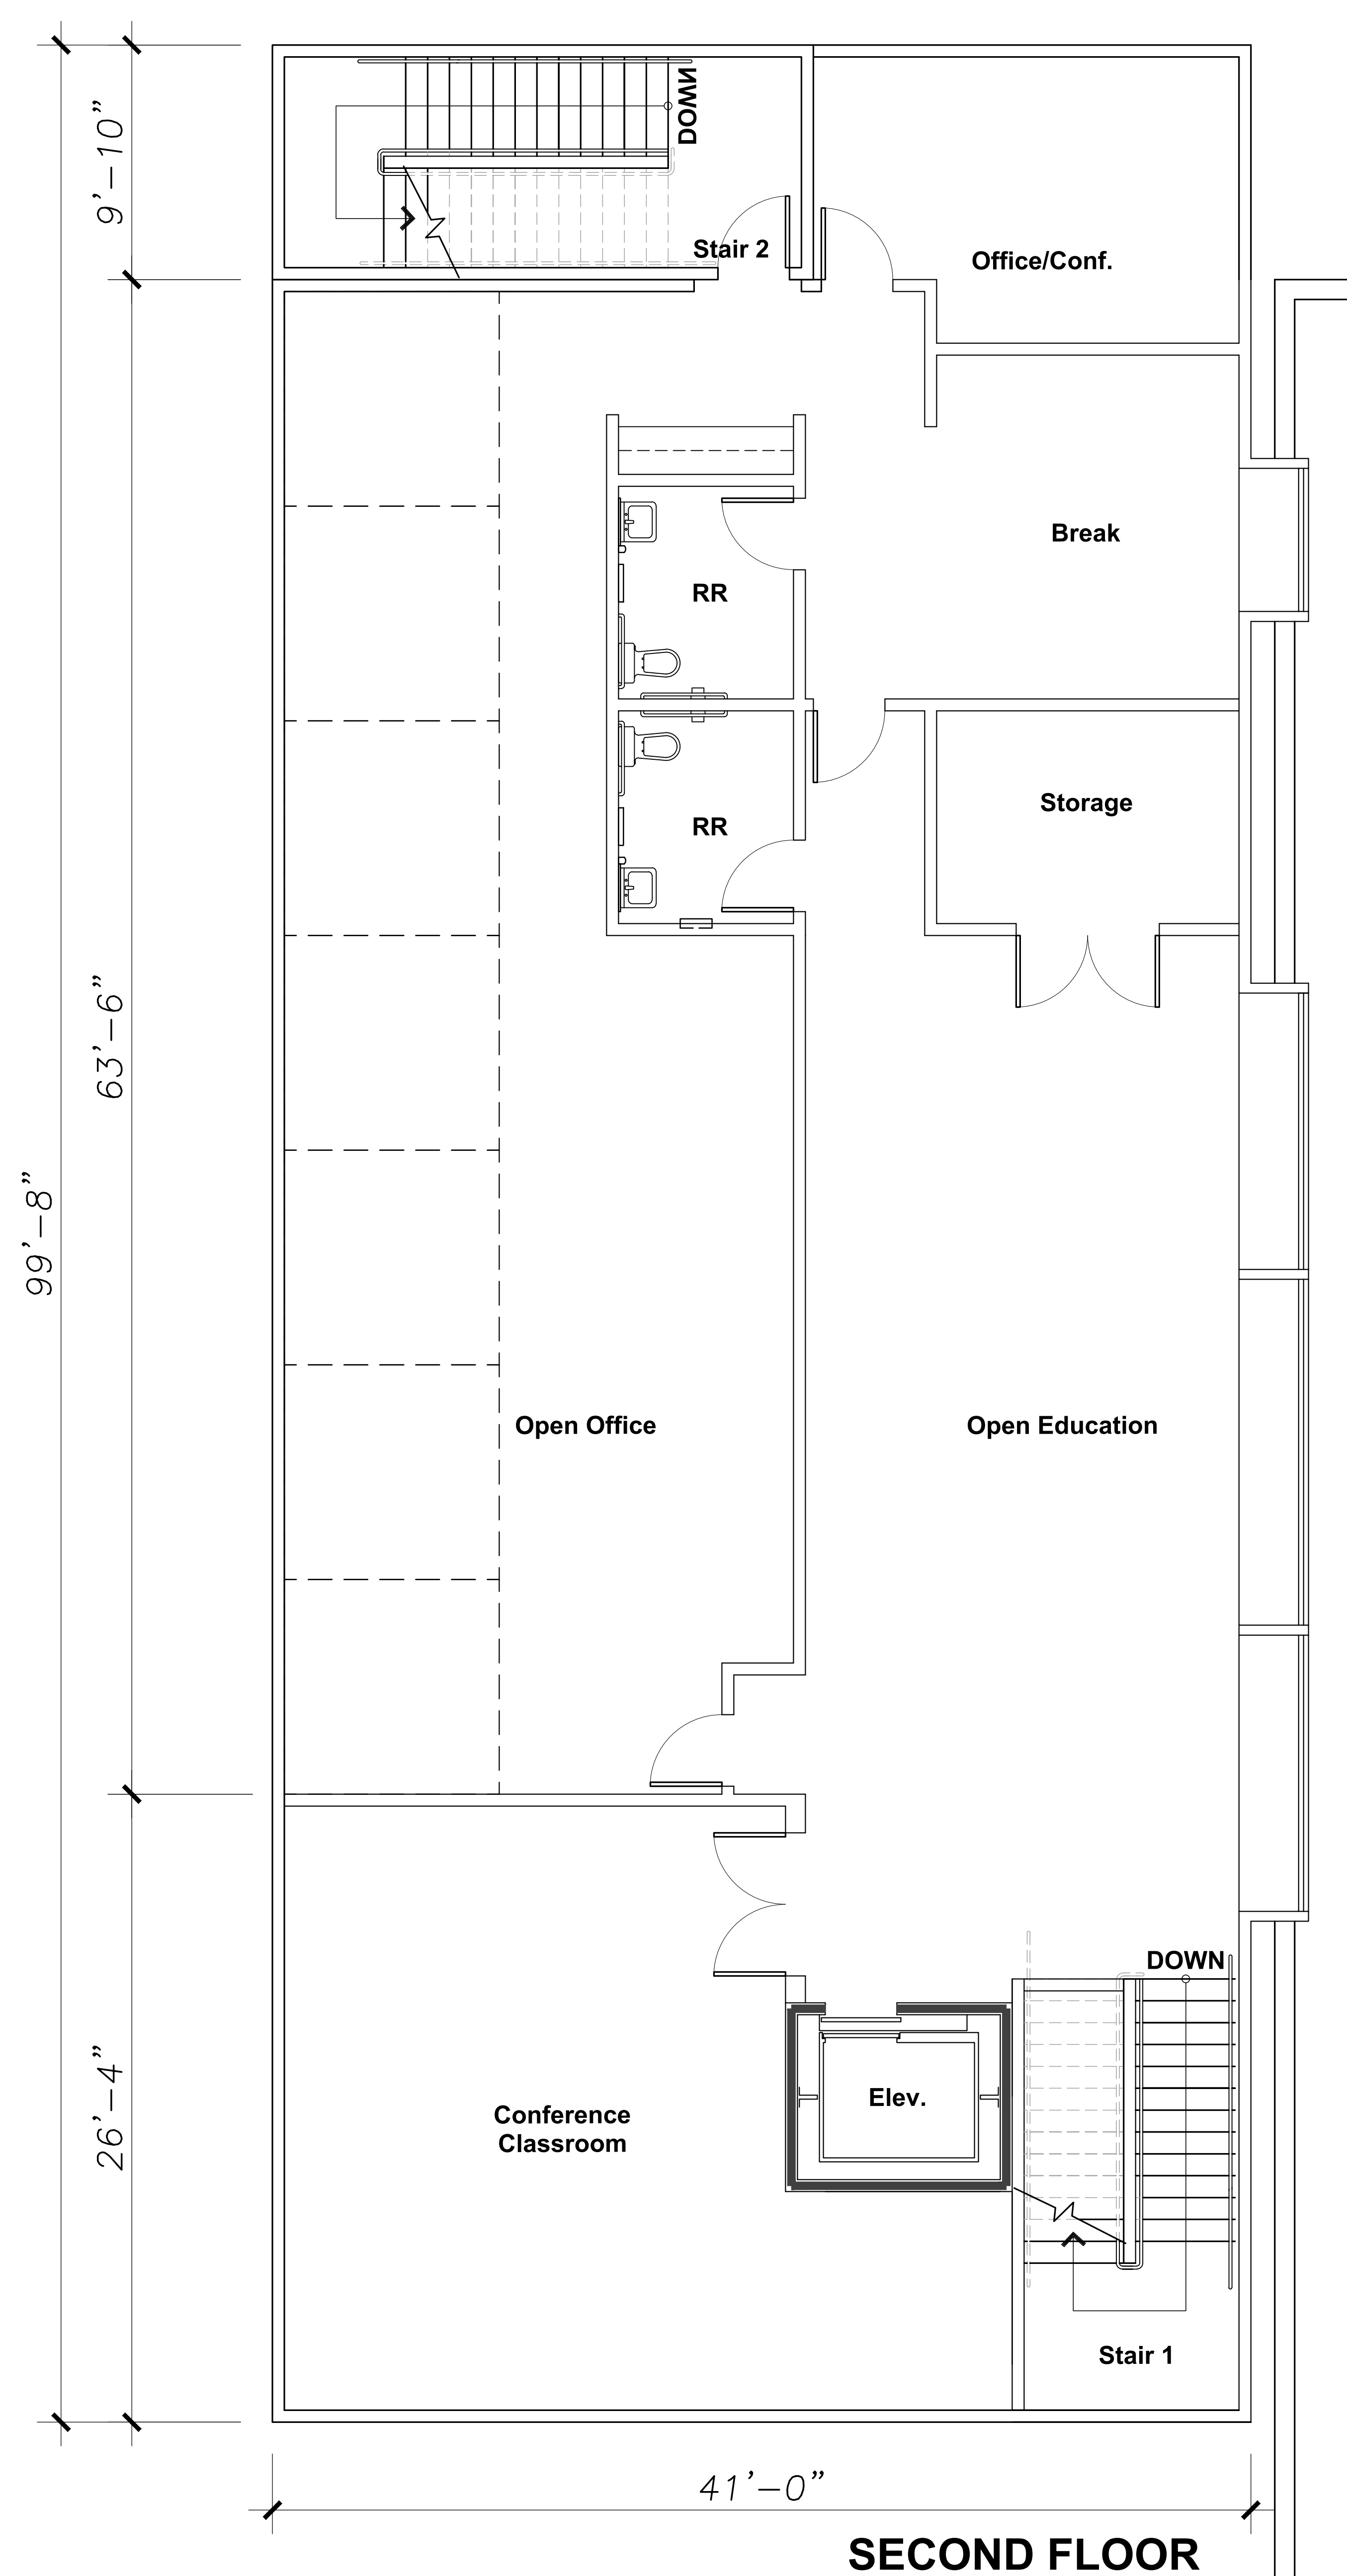 DOWN
9'-10"
Stair 2
Office/Conf.
Break
RR
Storage
RR
63'-6"
99'-8"
Open Office
Open Education
DOWN
Elev.
Conference
Classroom
26'-4"
Stair 1
41'-0"
SECOND FLOOR